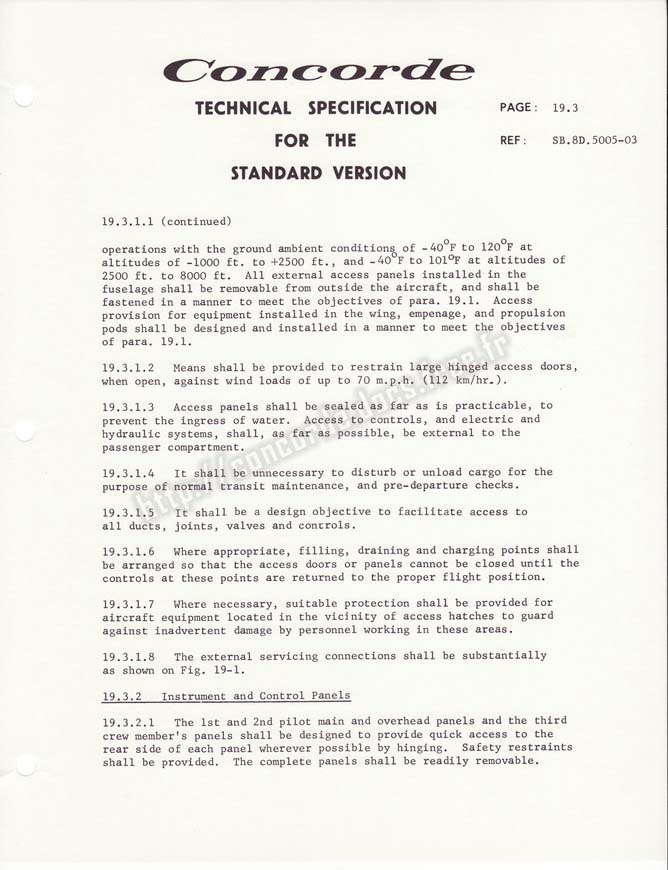 Concorde
TECHNICAL SPECIFICATION
FOR THE
STANDARD VERSION
PAGE: 19.3
REF: SB.8D.5005-03
19.3.1.1 (continued)
operations with the ground ambient conditions of -40°F to 120°F at
altitudes of -1000 ft. to +2500 ft., and -40°F to 101°F at altitudes of
2500 ft. to 8000 ft. All external access panels installed in the
fuselage shall be removable from outside the aircraft, and shall be
fastened in a manner to meet the objectives of para. 19.1. Access
provision for equipment installed in the wing, empenage, and propulsion
pods shall be designed and installed in a manner to meet the objectives
of para. 19.1.
19.3.1.2 Means shall be provided to restrain large hinged access doors,
when open, against wind loads of up to 70 m.p.h. (112 km/hr.).
19.3.1.3 Access panels shall be sealed as far as is practicable, to
prevent the ingress of water. Access to controls, and electric and
hydraulic systems, shall, as far as possible, be external to the
passenger compartment.
19.3.1.4 It shall be unnecessary to disturb or unload cargo for the
purpose of normal transit maintenance, and pre-departure checks.
19.3.1.5 It shall be a design objective to facilitate access to
all ducts, joints, valves and controls.
19.3.1.6 Where appropriate, filling, draining and charging points shall
be arranged so that the access doors or panels cannot be closed until the
controls at these points are returned to the proper flight position.
19.3.1.7 Where necessary, suitable protection shall be provided for
aircraft equipment located in the vicinity of access hatches to guard
against inadvertent damage by personnel working in these areas.
19.3.1.8 The external servicing connections shall be substantially
as shown on Fig. 19-1.
19.3.2 Instrument and Control Panels
19.3.2.1 The 1st and 2nd pilot main and overhead panels and the third
crew member's panels shall be designed to provide quick access to the
rear side of each panel wherever possible by hinging. Safety restraints
shall be provided. The complete panels shall be readily removable.